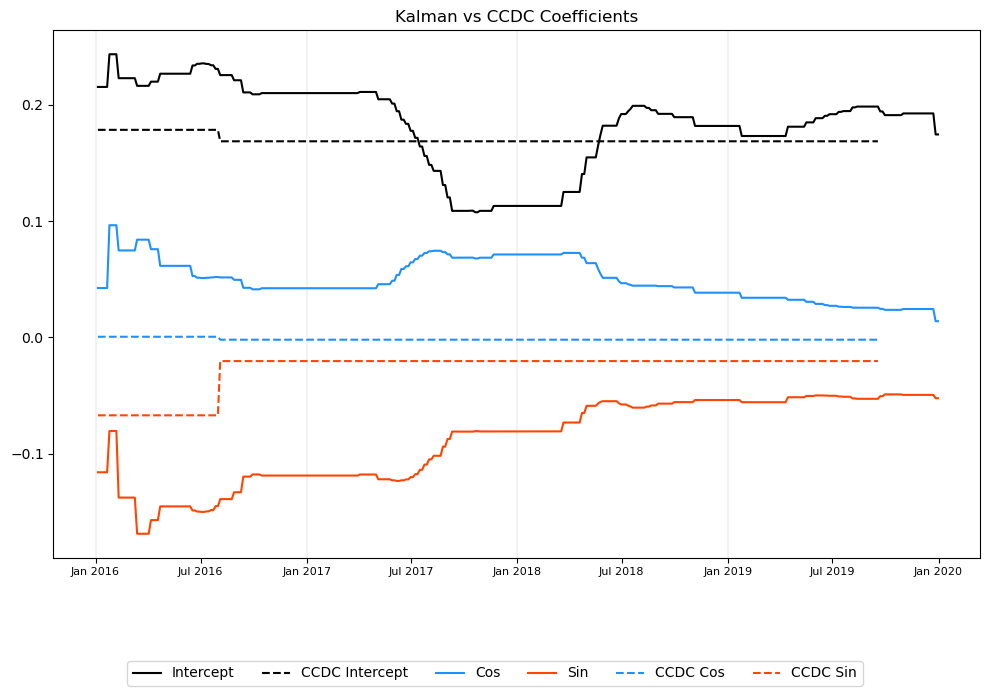 Kalman vs CCDC Coefficients
0.2
0.1
0.0
−0.1
Jan 2016 Jul 2016 Jan 2017 Jul 2017 Jan 2018 Jul 2018 Jan 2019 Jul 2019 Jan 2020
Intercept CCDC Intercept Cos Sin CCDC Cos CCDC Sin